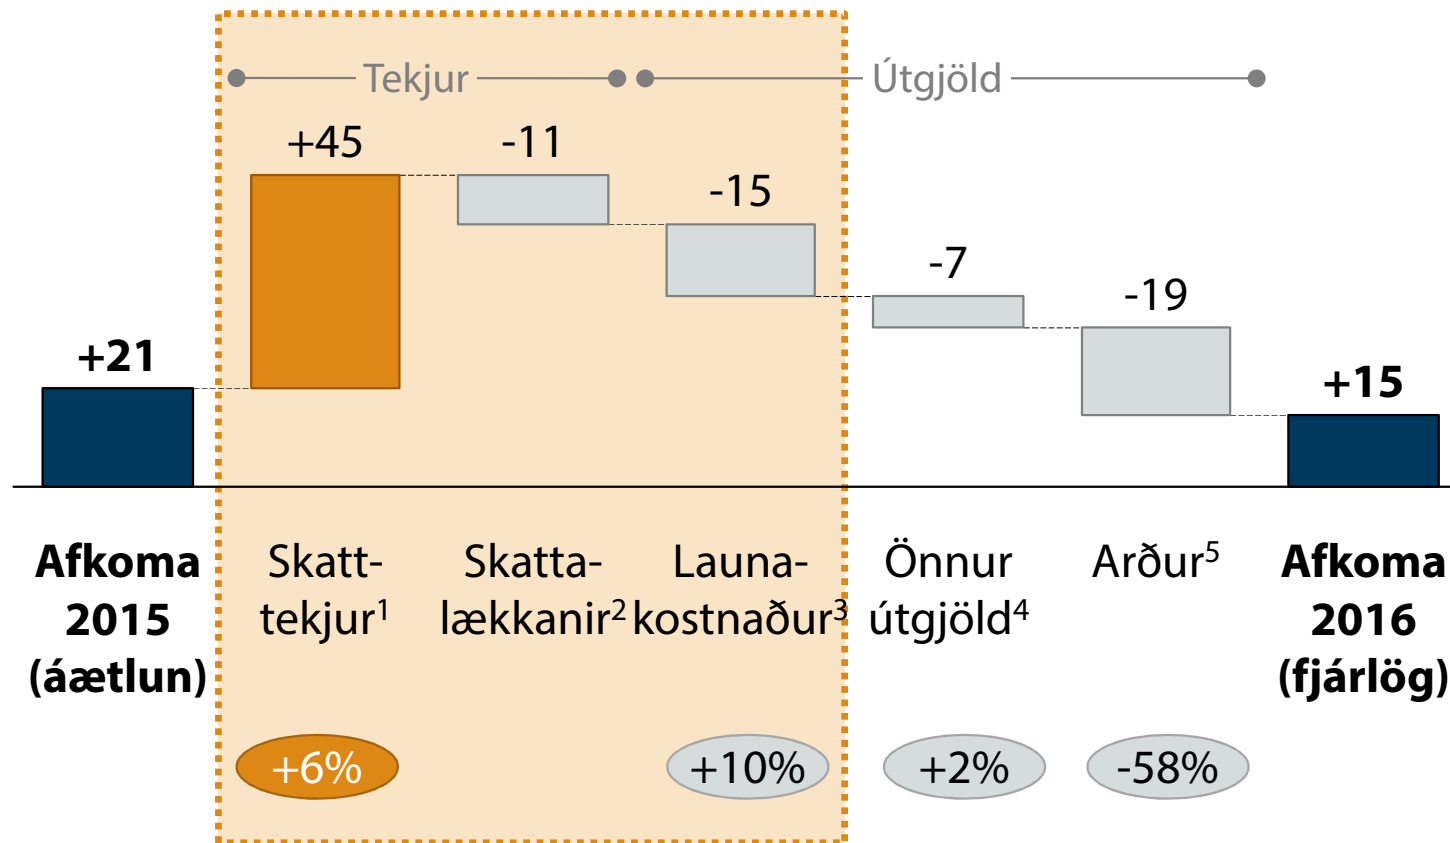 Tekjur
Útgjöld
+45
-11
-15
-7
-19
+21
+15
Afkoma
2015
(áætlun)
Skatt-
tekjur¹
Skatta-
lækkanir²
Launa-
kostnaður³
Önnur
útgjöld⁴
Arður⁵
Afkoma
2016
(fjárlög)
+6%
+10%
+2%
-58%